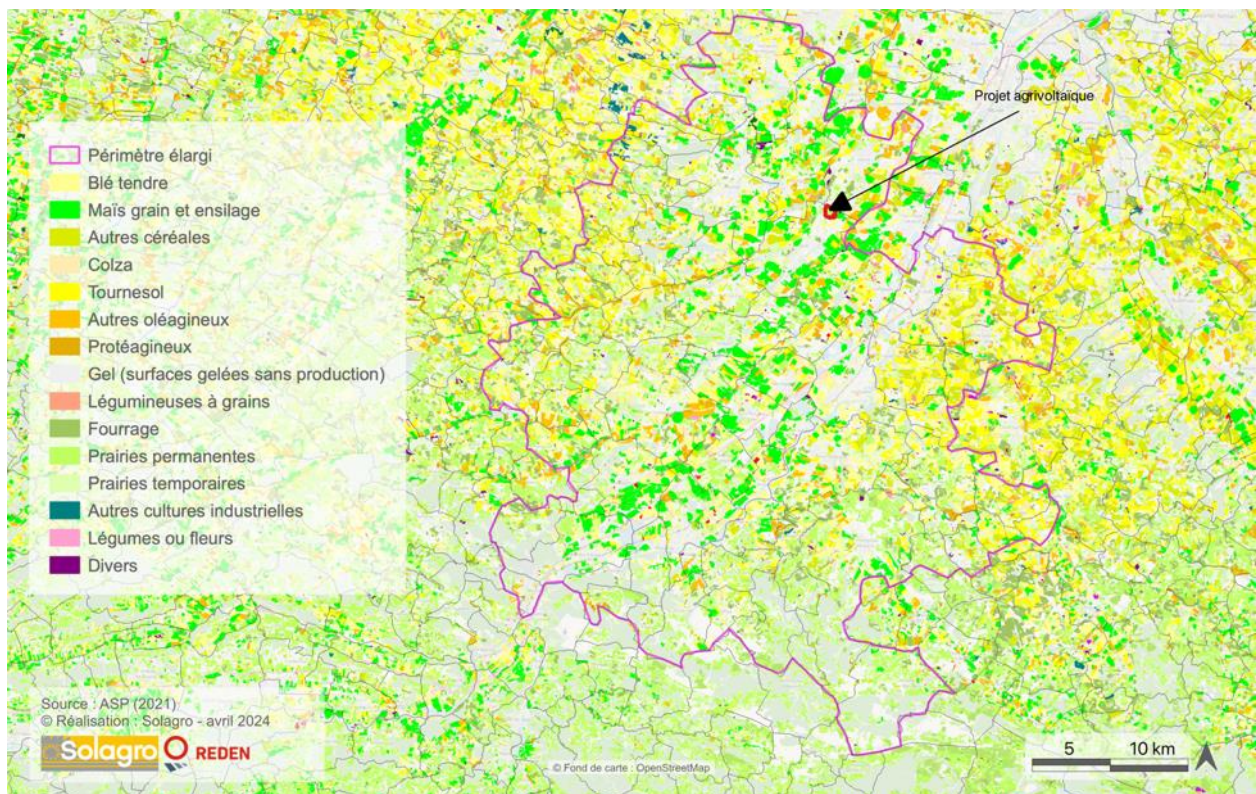 Projet agrivoltaïque
Périmètre élargi
Blé tendre
Maïs grain et ensilage
Autres céréales
Colza
Tournesol
Autres oléagineux
Protéagineux
Gel (surfaces gelées sans production)
Légumineuses à grains
Fourrage
Prairies permanentes
Prairies temporaires
Autres cultures industrielles
Légumes ou fleurs
Divers
Source : ASP (2021)
© Réalisation : Solagro - avril 2024
Solagro REDEN
© Fond de carte : OpenStreetMap
5 10 km